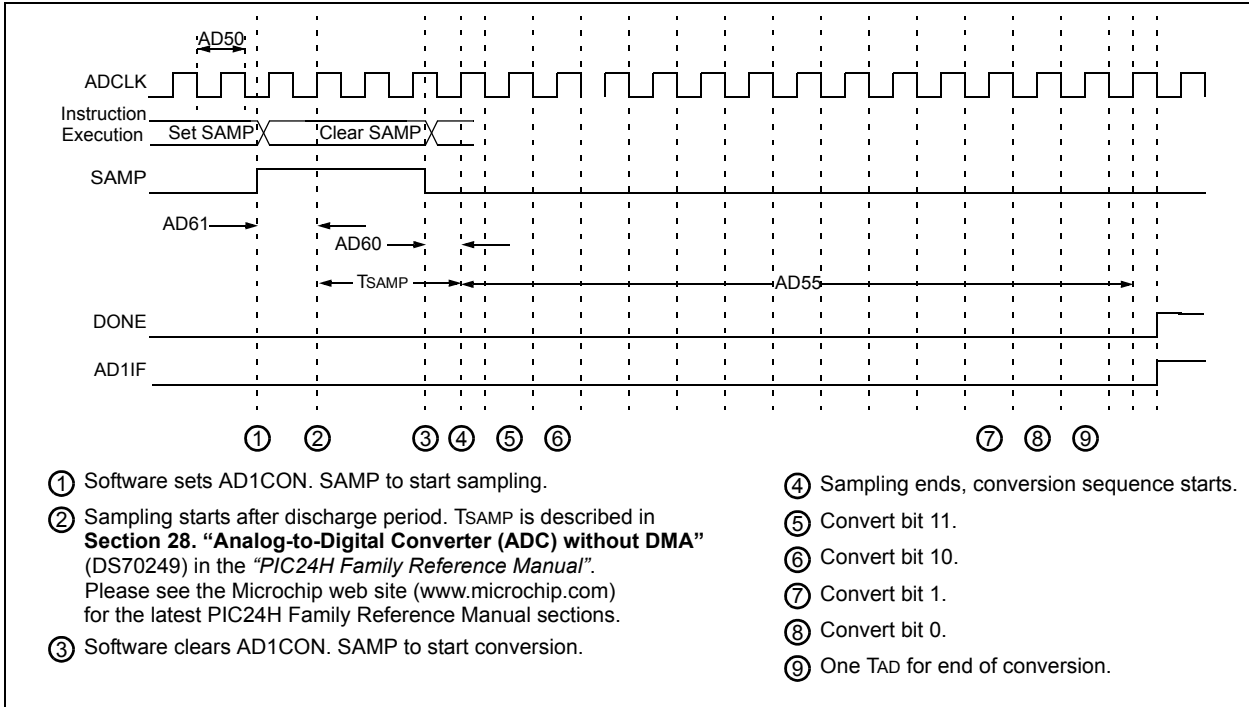 AD50
ADCLK
Instruction
Execution
Set SAMP
Clear SAMP
SAMP
AD61
AD60
TSAMP
AD55
DONE
AD1IF
1 2 3 4 5 6 7 8 9
1 Software sets AD1CON. SAMP to start sampling.
2 Sampling starts after discharge period. TSAMP is described in
Section 28. “Analog-to-Digital Converter (ADC) without DMA”
(DS70249) in the “PIC24H Family Reference Manual”.
Please see the Microchip web site (www.microchip.com)
for the latest PIC24H Family Reference Manual sections.
3 Software clears AD1CON. SAMP to start conversion.
4 Sampling ends, conversion sequence starts.
5 Convert bit 11.
6 Convert bit 10.
7 Convert bit 1.
8 Convert bit 0.
9 One TAD for end of conversion.